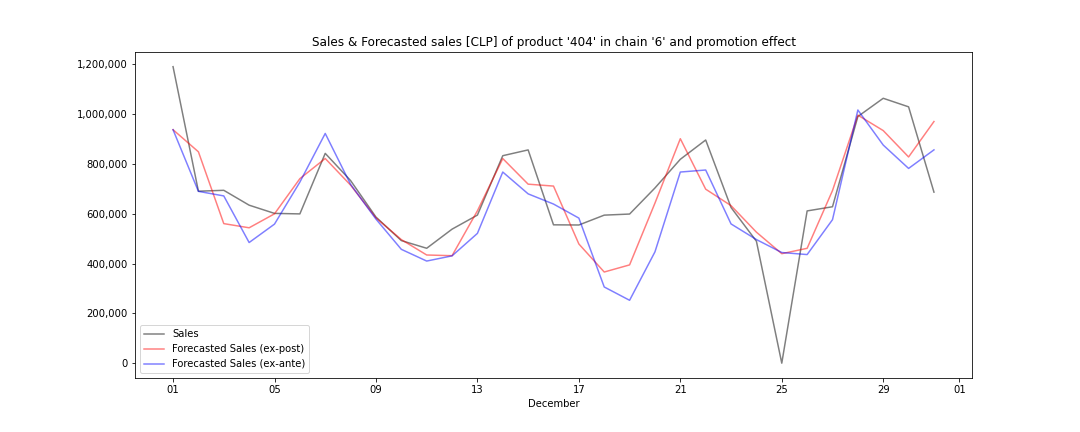 Sales & Forecasted sales [CLP] of product '404' in chain '6' and promotion effect
1,200,000
1,000,000
800,000
600,000
400,000
200,000
0
Sales
Forecasted Sales (ex-post)
Forecasted Sales (ex-ante)
01 05 09 13 17 21 25 29 01
December